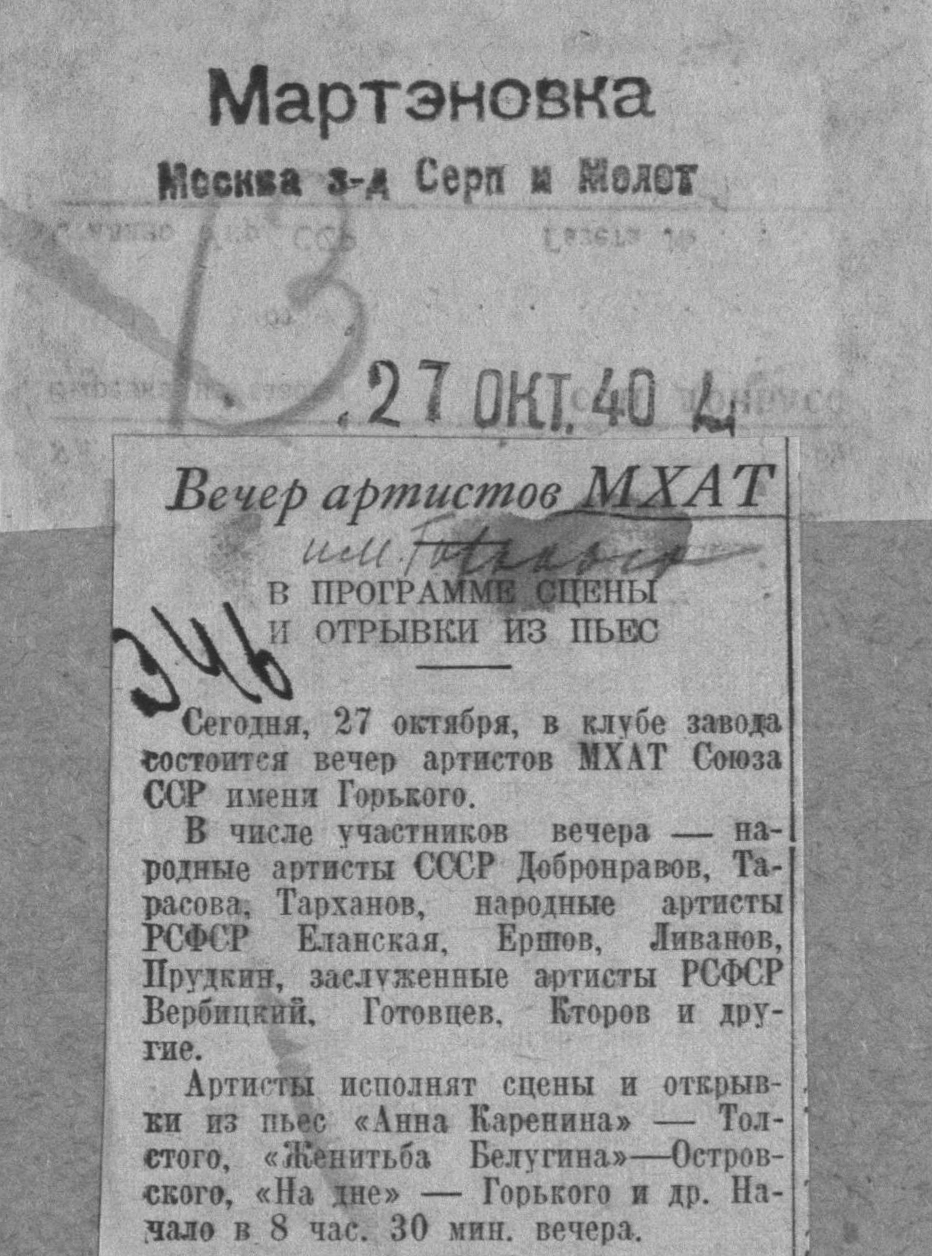 Мартэновка
Москва з-д Серп и Молот
13
27 ОКТ. 40
Вечер артистов МХАТ
им. Горького
В ПРОГРАММЕ СЦЕНЫ
И ОТРЫВКИ ИЗ ПЬЕС
Сегодня, 27 октября, в клубе завода
состоится вечер артистов МХАТ Союза
ССР имени Горького.
В числе участников вечера — на-
родные артисты СССР Добронравов, Та-
расова, Тарханов, народные артисты
РСФСР Еланская, Ершов, Ливанов,
Прудкин, заслуженные артисты РСФСР
Вербицкий, Готовцев, Кторов и дру-
гие.
Артисты исполнят сцены и открыв-
ки из пьес «Анна Каренина» — Тол-
стого, «Женитьба Белугина»—Остров-
ского, «На дне» — Горького и др. На-
чало в 8 час. 30 мин. вечера.